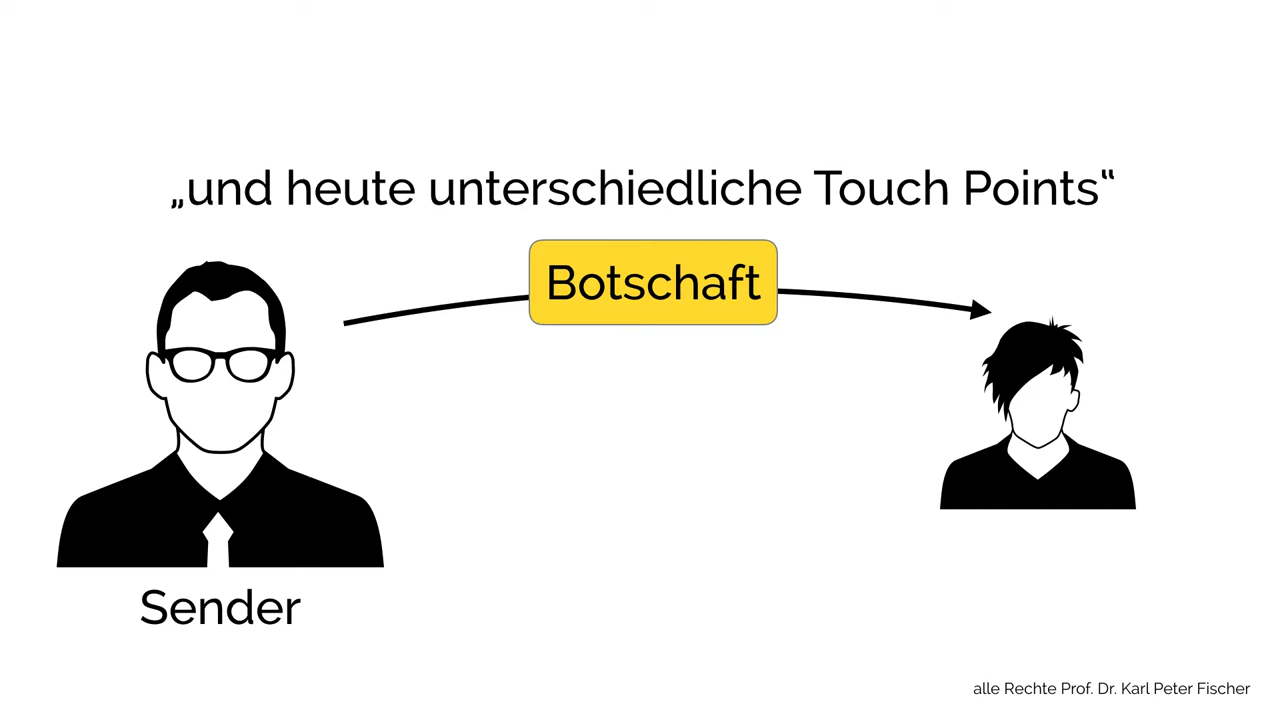 „und heute unterschiedliche Touch Points“
Botschaft
Sender
alle Rechte Prof. Dr. Karl Peter Fischer